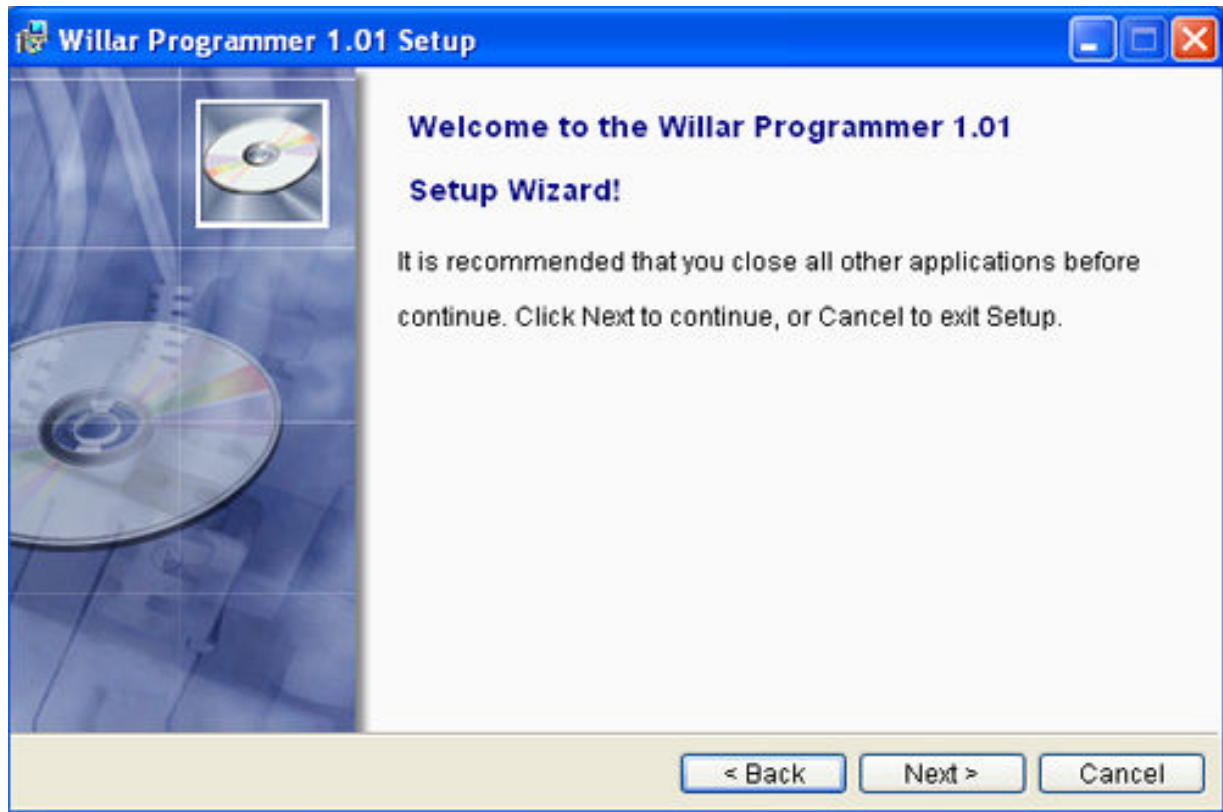 Willar Programmer 1.01 Setup
Welcome to the Willar Programmer 1.01
Setup Wizard!
It is recommended that you close all other applications before
continue. Click Next to continue, or Cancel to exit Setup.
< Back Next > Cancel